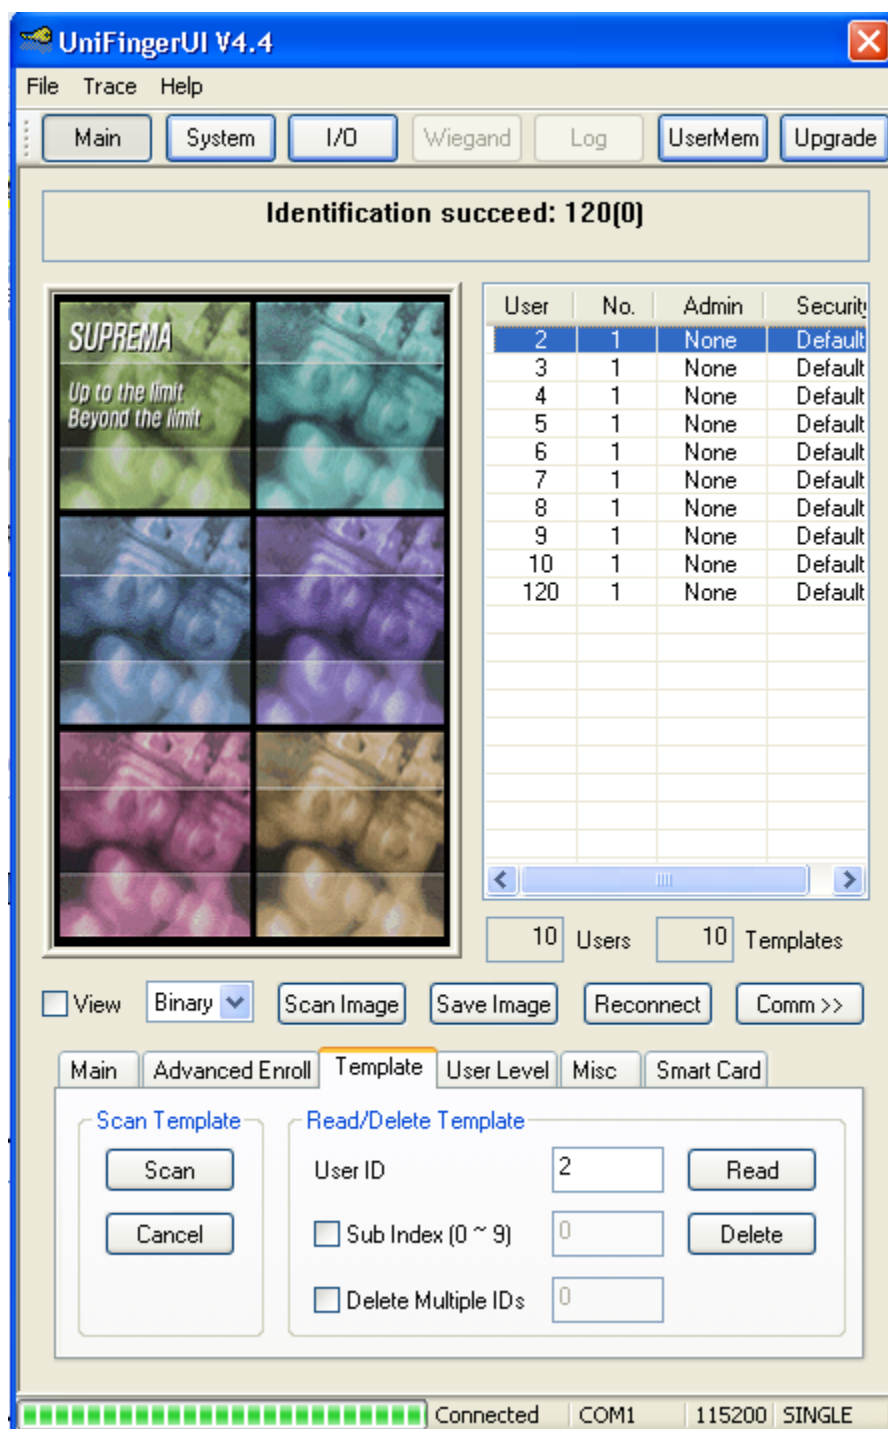 UniFingerUI V4.4
File Trace Help
Main System I/O Wiegand Log UserMem Upgrade
Identification succeed: 120(0)
SUPREMA
Up to the limit
Beyond the limit
User No. Admin Security
2 1 None Default
3 1 None Default
4 1 None Default
5 1 None Default
6 1 None Default
7 1 None Default
8 1 None Default
9 1 None Default
10 1 None Default
120 1 None Default
10 Users 10 Templates
View Binary Scan Image Save Image Reconnect Comm >>
Main Advanced Enroll Template User Level Misc Smart Card
Scan Template Read/Delete Template
Scan User ID 2 Read
Cancel Sub Index (0 ~ 9) 0 Delete
Delete Multiple IDs 0
Connected COM1 115200 SINGLE